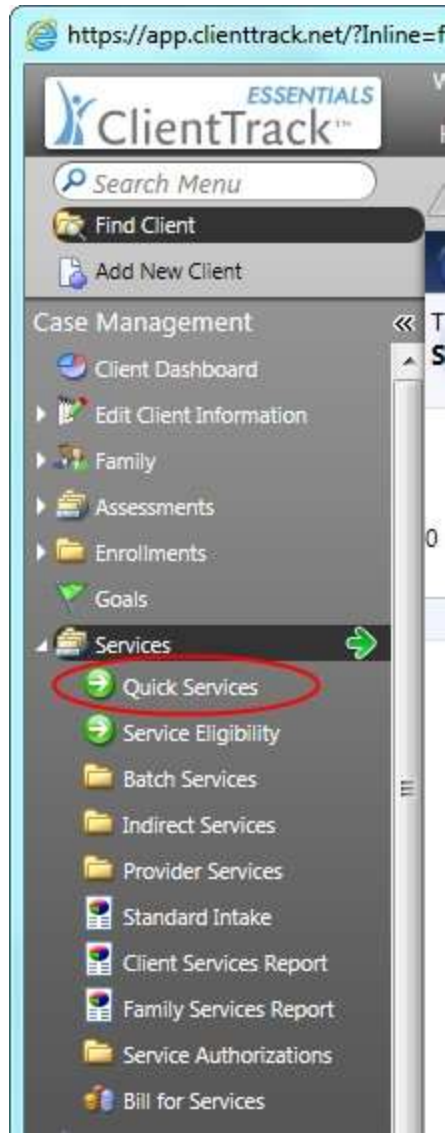 https://app.clienttrack.net/?Inline=f
ESSENTIALS
ClientTrack™
Search Menu
Find Client
Add New Client
Case Management
Client Dashboard
Edit Client Information
Family
Assessments
Enrollments
Goals
Services
Quick Services
Service Eligibility
Batch Services
Indirect Services
Provider Services
Standard Intake
Client Services Report
Family Services Report
Service Authorizations
Bill for Services
T
S
0